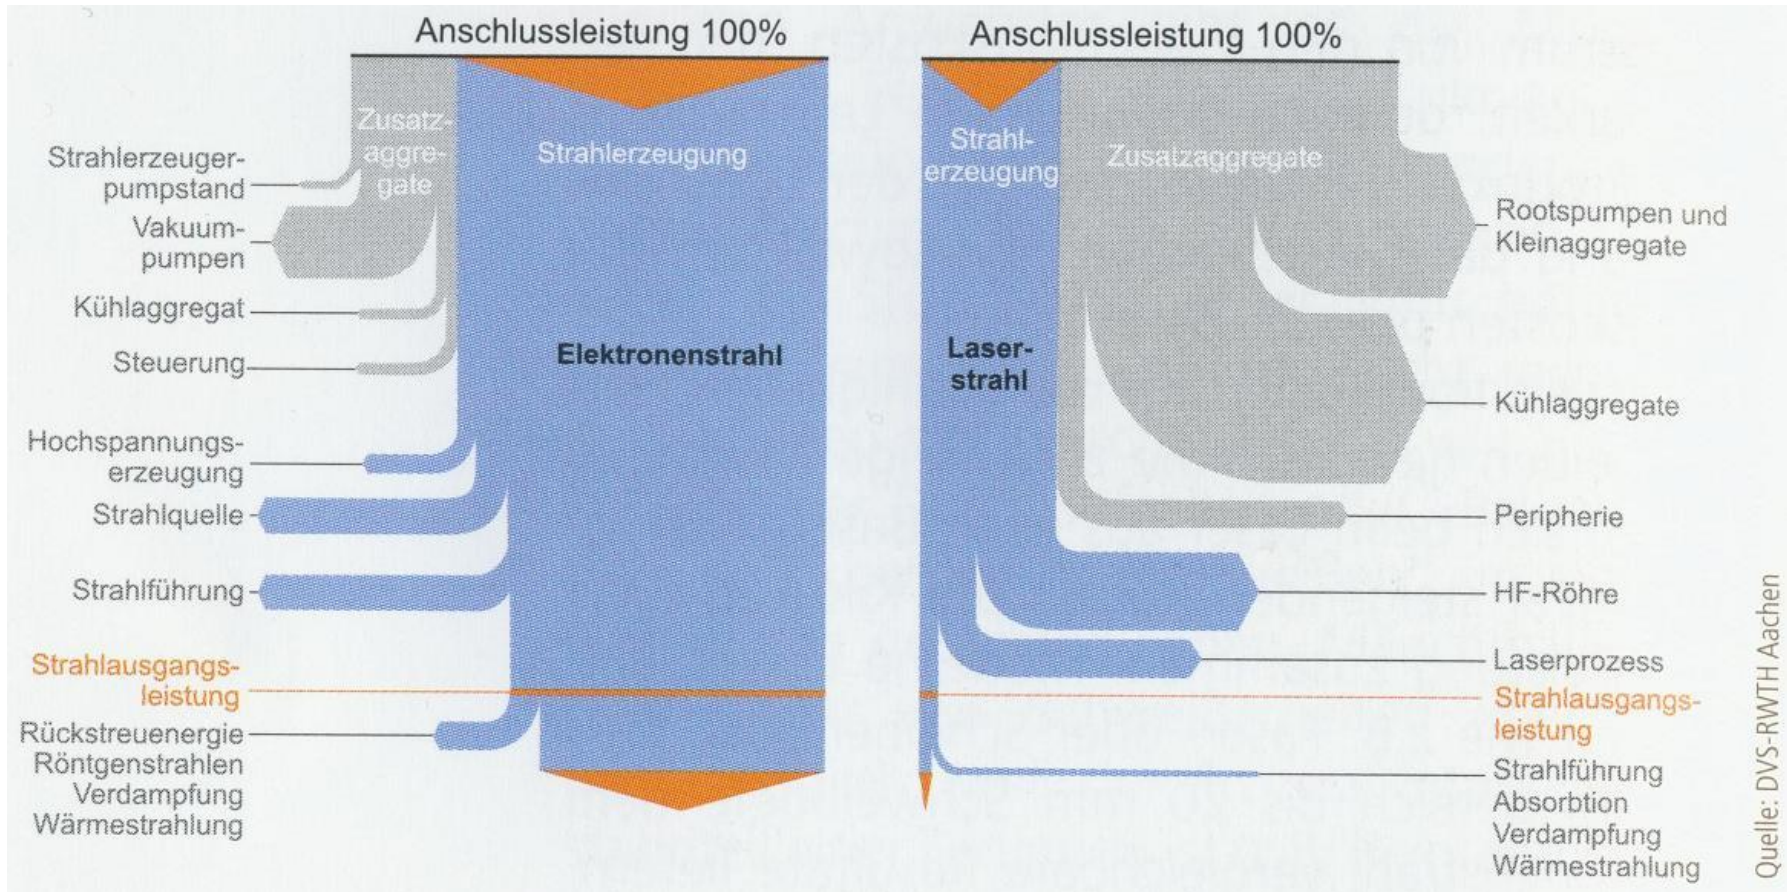 Anschlussleistung 100%
Zusatz-
aggre-
gate
Strahlerzeugung
Strahlerzeuger-
pumpstand
Vakuum-
pumpen
Kühlaggregat
Steuerung
Elektronenstrahl
Hochspannungs-
erzeugung
Strahlquelle
Strahlführung
Strahlausgangs-
leistung
Rückstreuenergie
Röntgenstrahlen
Verdampfung
Wärmestrahlung
Anschlussleistung 100%
Strahl-
erzeugung
Zusatzaggregate
Laser-
strahl
Rootspumpen und
Kleinaggregate
Kühlaggregate
Peripherie
HF-Röhre
Laserprozess
Strahlausgangs-
leistung
Strahlführung
Absorbtion
Verdampfung
Wärmestrahlung
Quelle: DVS-RWTH Aachen